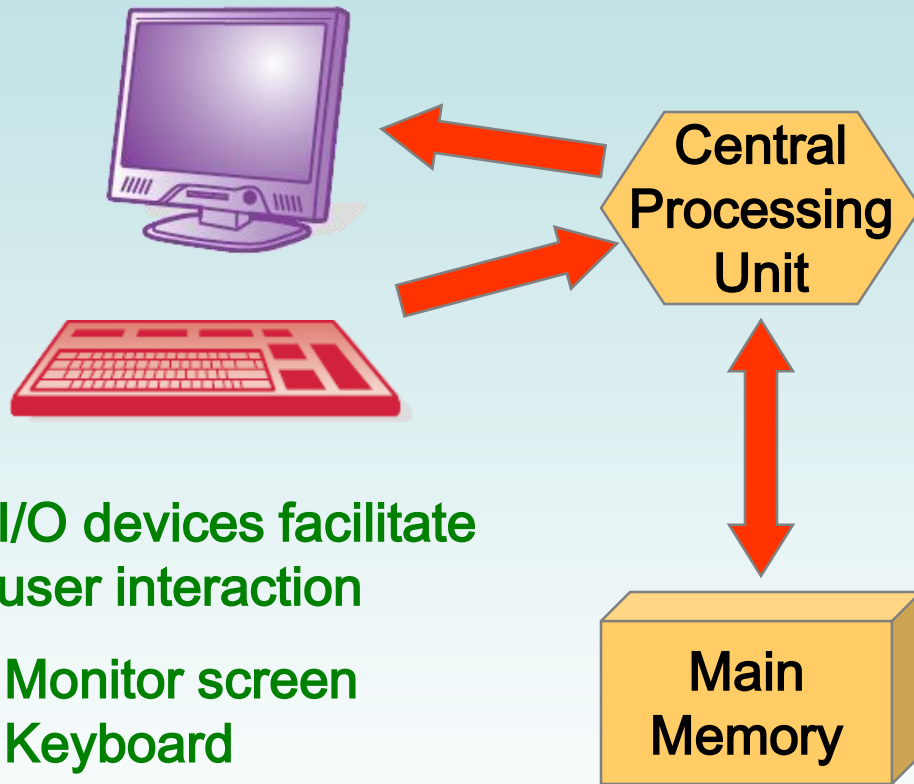 Central
Processing
Unit
I/O devices facilitate
user interaction
Monitor screen
Keyboard
Main
Memory